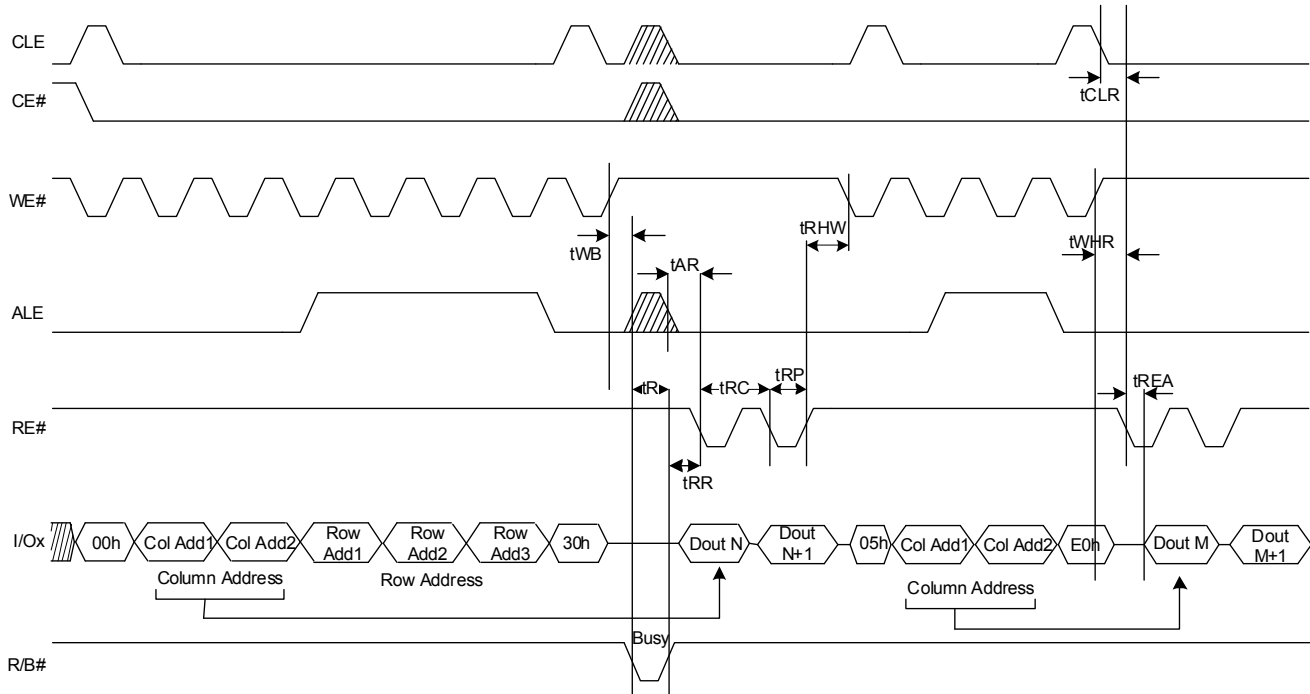 CLE
tCLR
CE#
WE#
tRHW
tWB
tAR
tWHR
ALE
tR
tRC
tRP
tREA
RE#
tRR
I/Ox
00h
Col Add1
Col Add2
Row
Add1
Row
Add2
Row
Add3
30h
Dout N
Dout
N+1
05h
Col Add1
Col Add2
E0h
Dout M
Dout
M+1
Column Address
Row Address
Column Address
Busy
R/B#